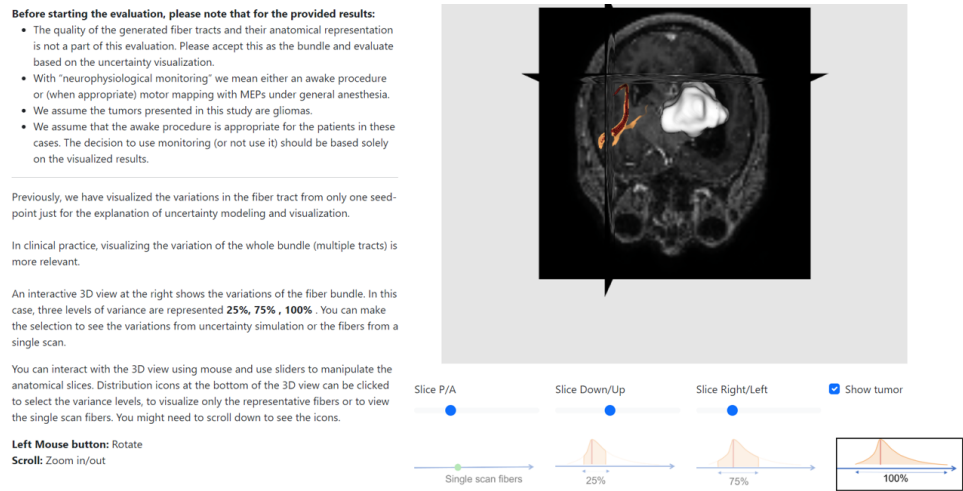 Before starting the evaluation, please note that for the provided results:
• The quality of the generated fiber tracts and their anatomical representation
is not a part of this evaluation. Please accept this as the bundle and evaluate
based on the uncertainty visualization.
• With “neurophysiological monitoring” we mean either an awake procedure
or (when appropriate) motor mapping with MEPs under general anesthesia.
• We assume the tumors presented in this study are gliomas.
• We assume that the awake procedure is appropriate for the patients in these
cases. The decision to use monitoring (or not use it) should be based solely
on the visualized results.
Previously, we have visualized the variations in the fiber tract from only one seed-
point just for the explanation of uncertainty modeling and visualization.
In clinical practice, visualizing the variation of the whole bundle (multiple tracts) is
more relevant.
An interactive 3D view at the right shows the variations of the fiber bundle. In this
case, three levels of variance are represented 25%, 75% , 100% . You can make
the selection to see the variations from uncertainty simulation or the fibers from a
single scan.
You can interact with the 3D view using mouse and use sliders to manipulate the
anatomical slices. Distribution icons at the bottom of the 3D view can be clicked
to select the variance levels, to visualize only the representative fibers or to view
the single scan fibers. You might need to scroll down to see the icons.
Left Mouse button: Rotate
Scroll: Zoom in/out
Slice P/A
Slice Down/Up
Slice Right/Left
Show tumor
Single scan fibers
25%
75%
100%